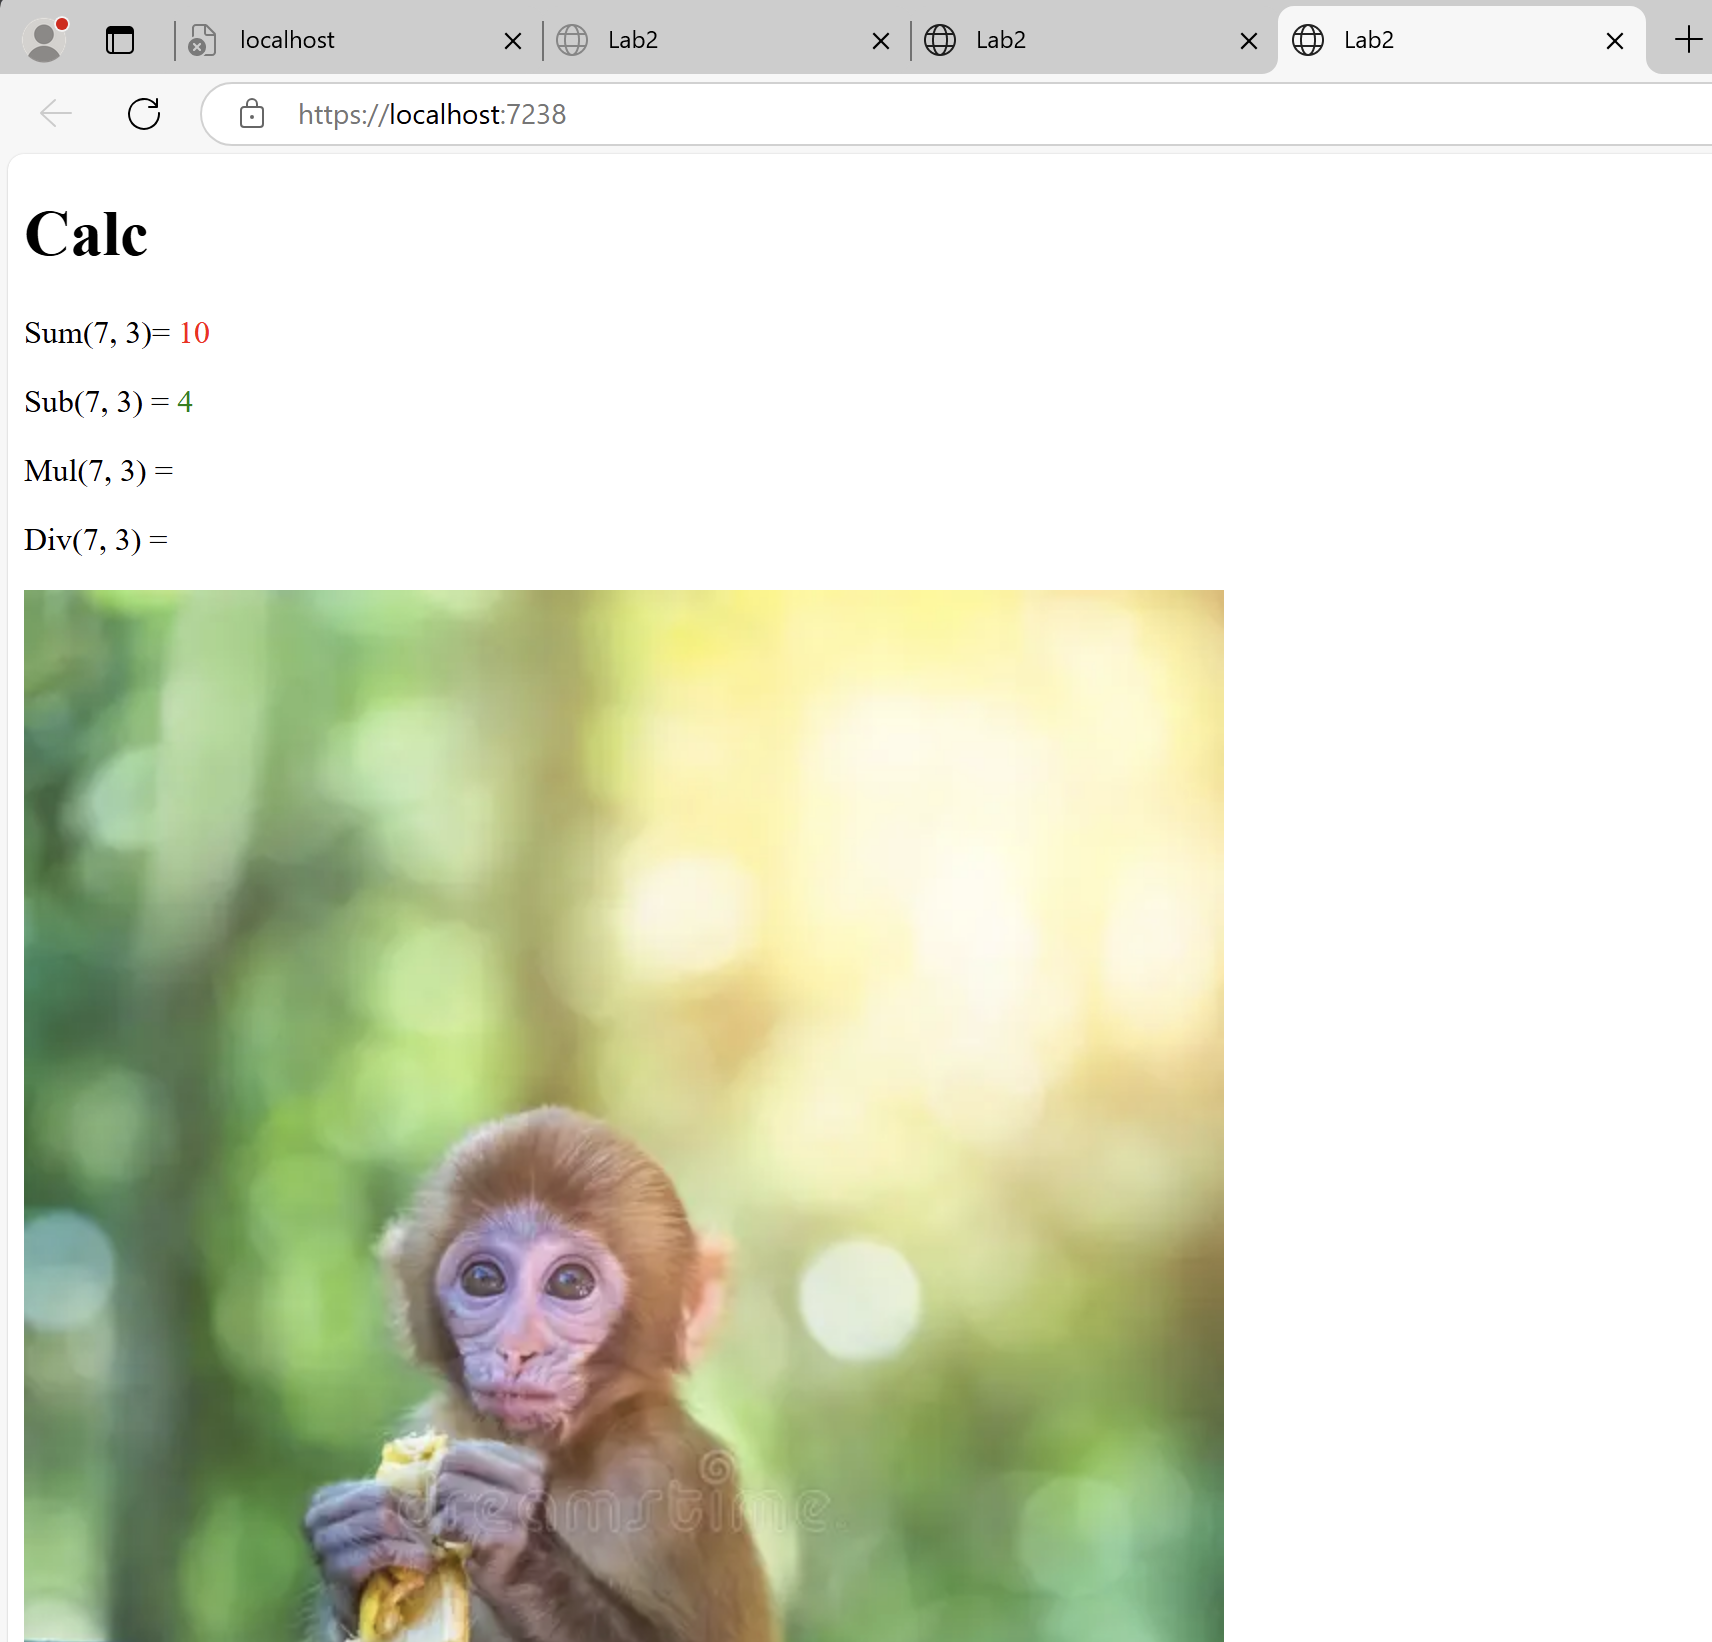 localhost
Lab2
Lab2
Lab2
https://localhost:7238
Calc
Sum(7, 3)= 10
Sub(7, 3) = 4
Mul(7, 3) =
Div(7, 3) =
dreamstime